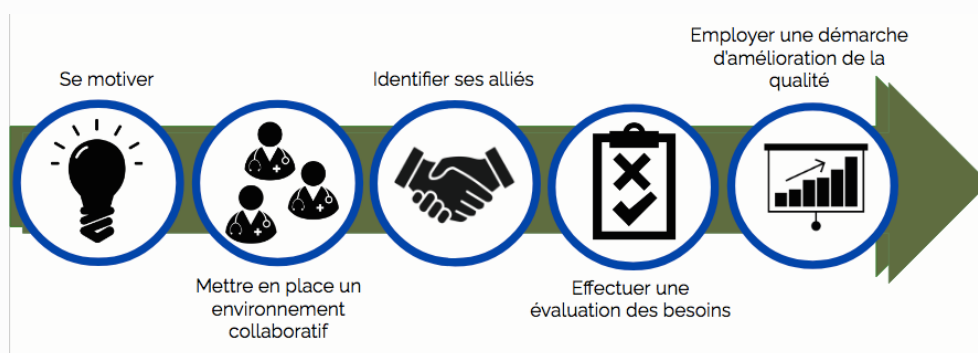 Se motiver
Mettre en place un
environnement
collaboratif
Identifier ses alliés
Effectuer une
évaluation des besoins
Employer une démarche
d'amélioration de la
qualité